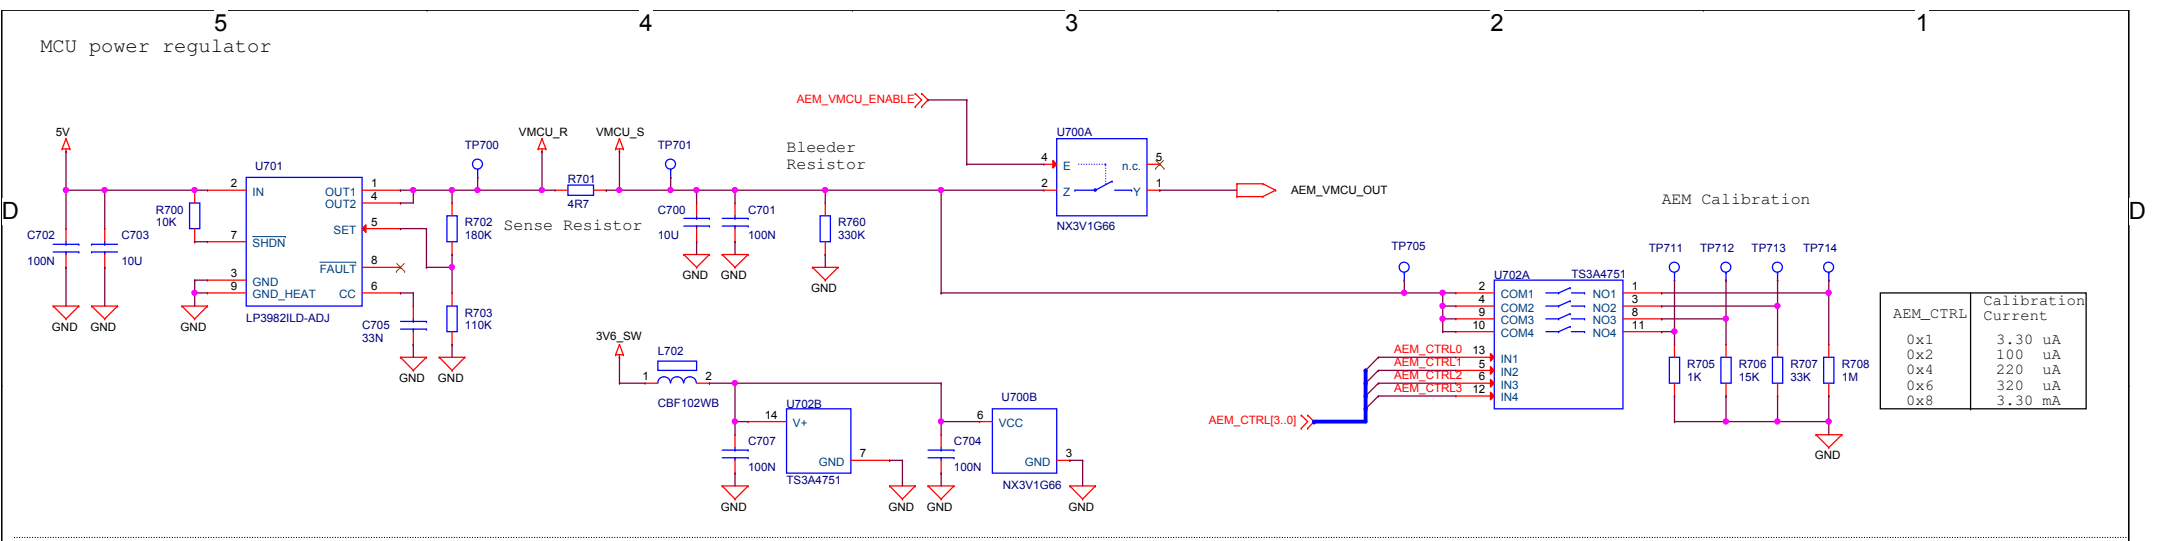 5 4 3 2 1
MCU power regulator
D
D
5V
C702
100N
GND
C703
10U
GND
R700
10K
U701
2 IN
7 SHDN
3 GND
9 GND_HEAT
OUT1 1
OUT2 4
SET 5
FAULT 8
CC 6
LP3982ILD-ADJ
GND
C705
33N
GND
R702
180K
R703
110K
GND
TP700
VMCU_R
R701
4R7
Sense Resistor
VMCU_S
TP701
C700
10U
GND
C701
100N
GND
Bleeder
Resistor
R760
330K
GND
AEM_VMCU_ENABLE
U700A
4 E
2 Z
n.c. 5
Y 1
NX3V1G66
AEM_VMCU_OUT
3V6_SW
L702
1 2
CBF102WB
C707
100N
GND
U702B
14 V+
GND 7
TS3A4751
GND
C704
100N
GND
U700B
6 VCC
GND 3
NX3V1G66
GND
AEM Calibration
TP705
U702A
TS3A4751
2 COM1 NO1 1
4 COM2 NO2 3
9 COM3 NO3 8
10 COM4 NO4 11
AEM_CTRL0 13 IN1
AEM_CTRL1 5 IN2
AEM_CTRL2 6 IN3
AEM_CTRL3 12 IN4
AEM_CTRL[3..0]
TP711 TP712 TP713 TP714
R705
1K
R706
15K
R707
33K
R708
1M
GND
AEM_CTRL Calibration
Current
0x1 3.30 uA
0x2 100 uA
0x4 220 uA
0x6 320 uA
0x8 3.30 mA